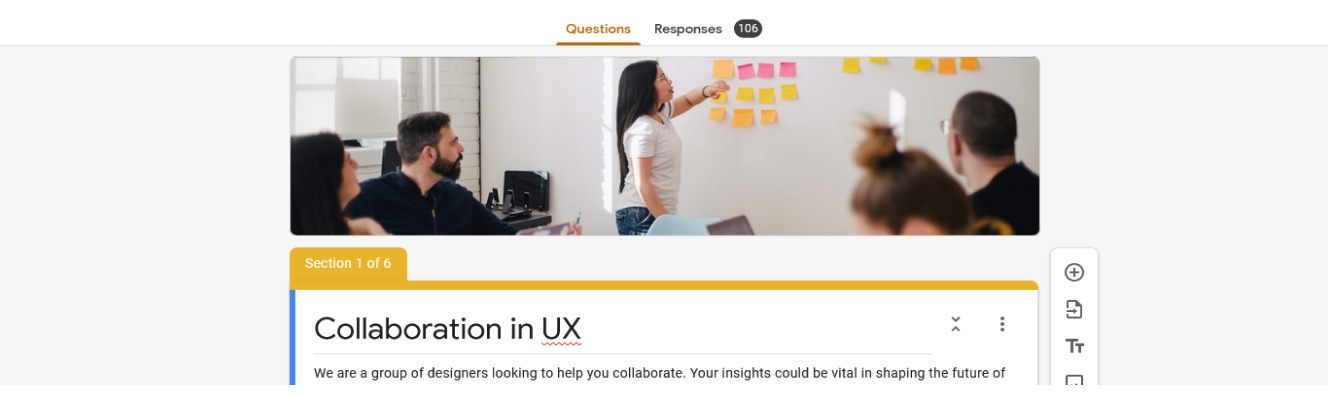 Questions Responses 106
Section 1 of 6
Collaboration in UX
We are a group of designers looking to help you collaborate. Your insights could be vital in shaping the future of